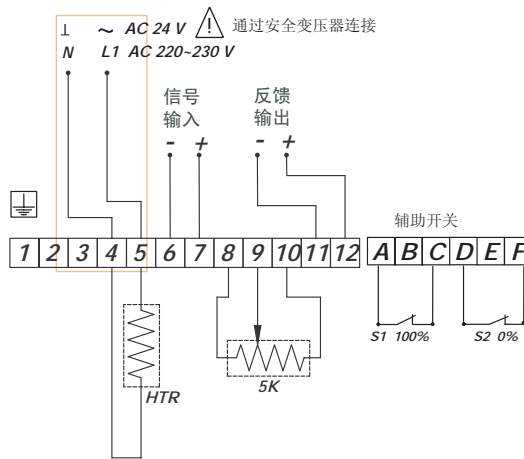 ⊥ ~ AC 24 V 通过安全变压器连接
N L1 AC 220~230 V
信号 反馈
输入 输出
- + - +
辅助开关
1 2 3 4 5 6 7 8 9 10 11 12 A B C D E F
S1 100% S2 0%
HTR 5K